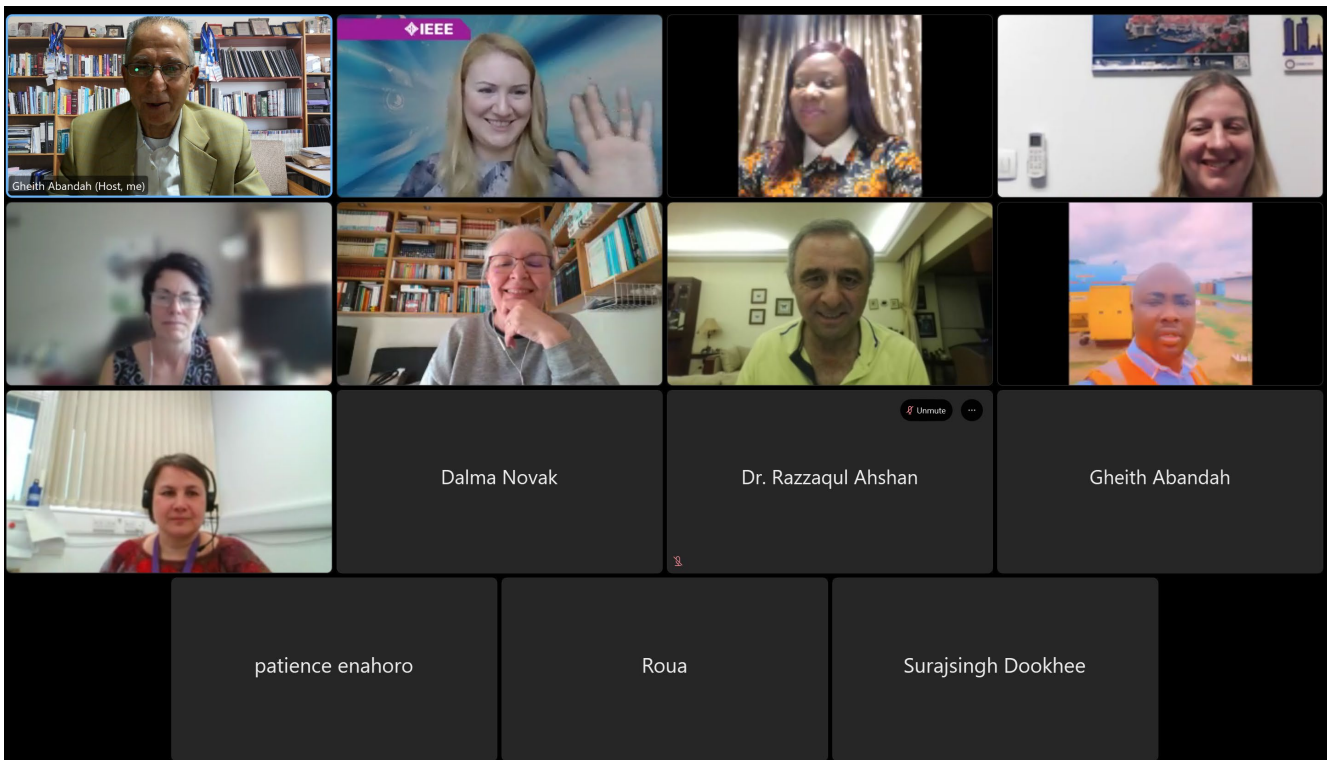 IEEE
Gheith Abandah (Host, me)
Unmute
Dalma Novak
Dr. Razzaqul Ahshan
Gheith Abandah
patience enahoro
Roua
Surajsingh Dookhee